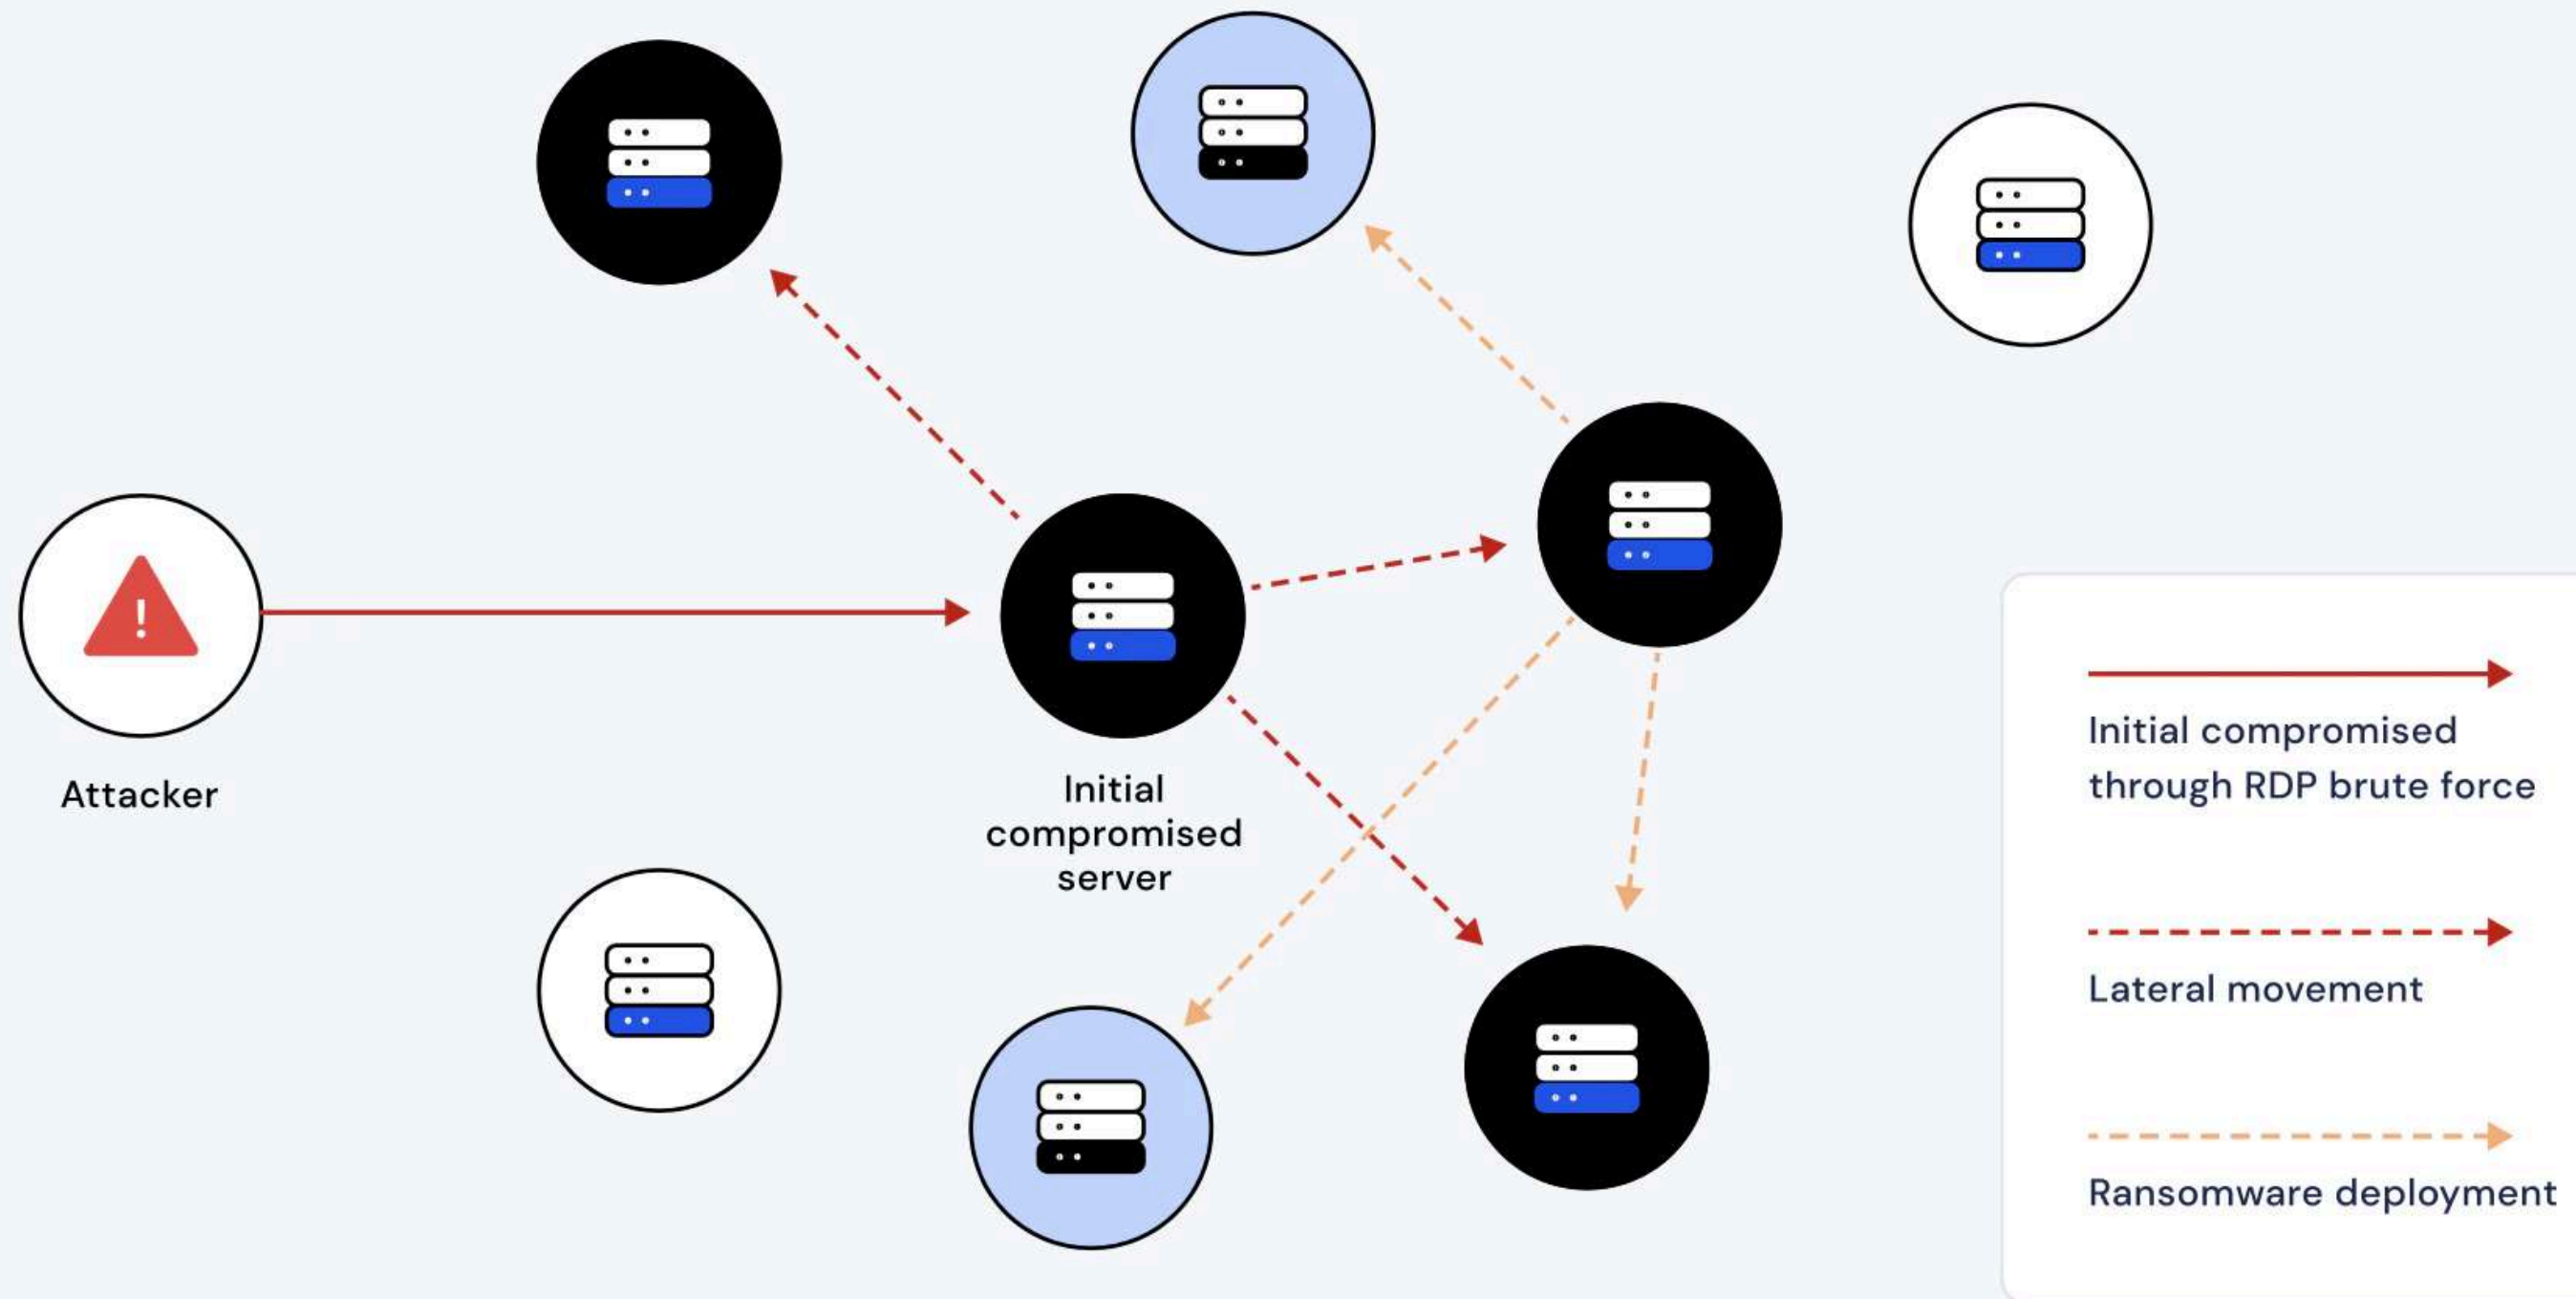 Attacker
Initial
compromised
server
Initial compromised
through RDP brute force
Lateral movement
Ransomware deployment